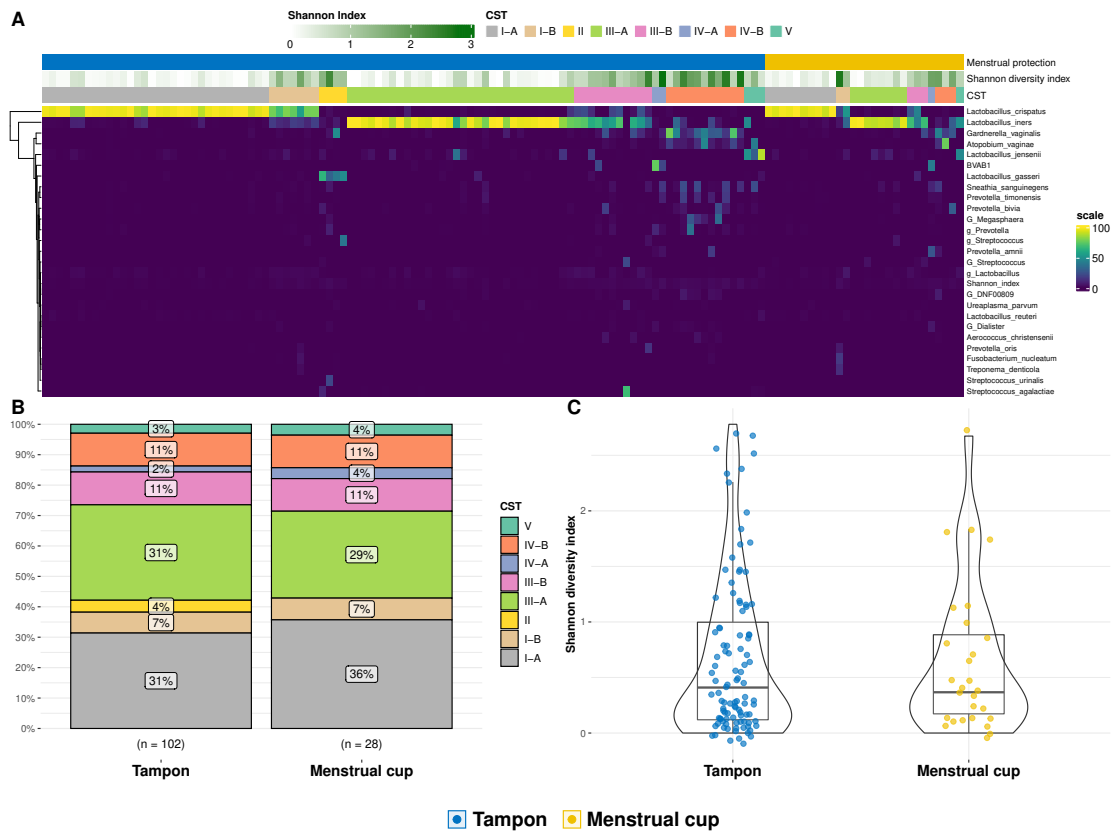 A
Shannon Index
0 1 2 3
CST
I−A I−B II III−A III−B IV−A IV−B V
Menstrual protection
Shannon diversity index
CST
Lactobacillus_crispatus
Lactobacillus_iners
Gardnerella_vaginalis
Atopobium_vaginae
Lactobacillus_jensenii
BVAB1
Lactobacillus_gasseri
Sneathia_sanguinegens
Prevotella_timonensis
Prevotella_bivia
G_Megasphaera
g_Prevotella
g_Streptococcus
Prevotella_amnii
G_Streptococcus
g_Lactobacillus
Shannon_index
G_DNF00809
Ureaplasma_parvum
Lactobacillus_reuteri
G_Dialister
Aerococcus_christensenii
Prevotella_oris
Fusobacterium_nucleatum
Treponema_denticola
Streptococcus_urinalis
Streptococcus_agalactiae
scale
100
50
0
B
100%
90%
80%
70%
60%
50%
40%
30%
20%
10%
0%
3%
11%
2%
11%
31%
4%
7%
31%
4%
11%
4%
11%
29%
7%
36%
(n = 102)
(n = 28)
Tampon
Menstrual cup
CST
V
IV−B
IV−A
III−B
III−A
II
I−B
I−A
C
Shannon diversity index
2
1
0
Tampon
Menstrual cup
Tampon Menstrual cup